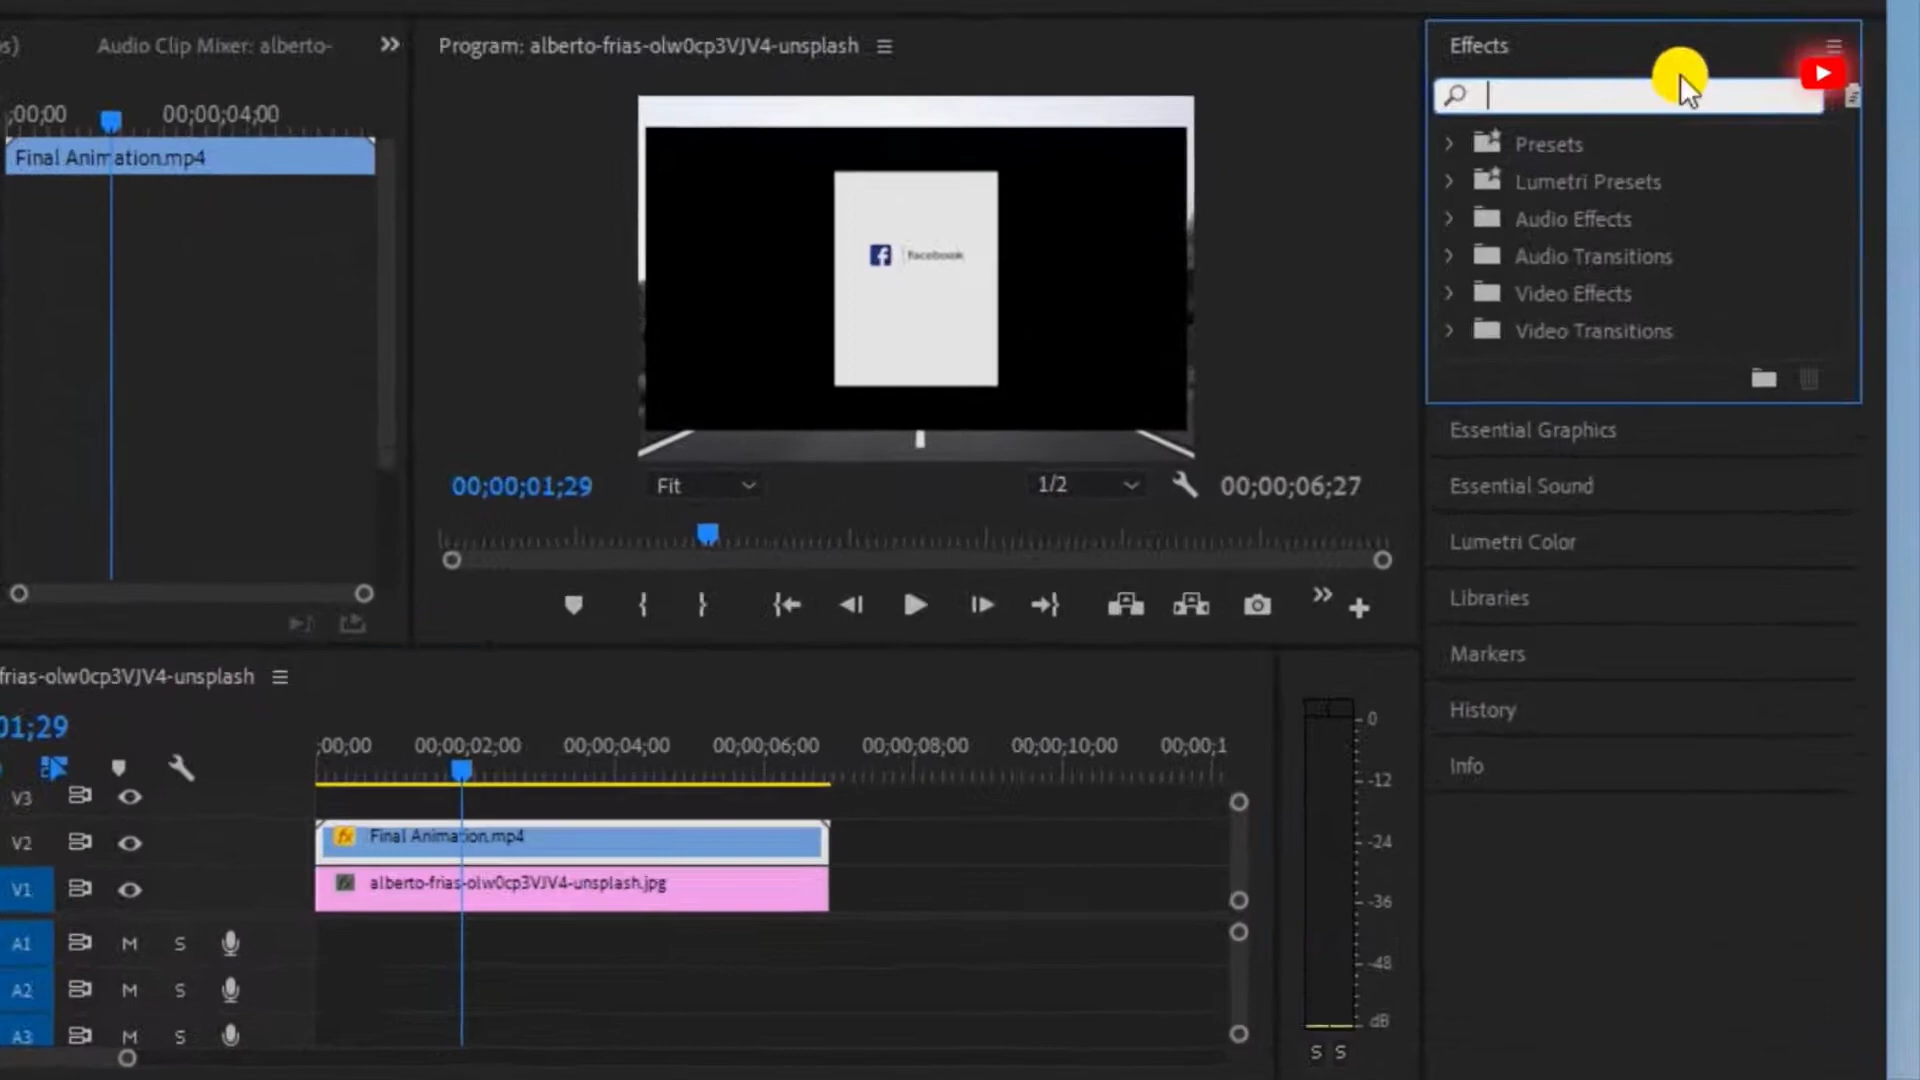 s)
Audio Clip Mixer: alberto-
Program: alberto-frias-olw0cp3VJV4-unsplash
Effects
;00;00
00;00;04;00
Final Animation.mp4
facebook
Presets
Lumetri Presets
Audio Effects
Audio Transitions
Video Effects
Video Transitions
00;00;01;29
Fit
1/2
00;00;06;27
Essential Graphics
Essential Sound
Lumetri Color
Libraries
Markers
History
Info
frias-olw0cp3VJV4-unsplash
01;29
;00;00
00;00;02;00
00;00;04;00
00;00;06;00
00;00;08;00
00;00;10;00
00;00;1
V3
V2
fx Final Animation.mp4
V1
fx alberto-frias-olw0cp3VJV4-unsplash.jpg
A1 M S
A2 M S
A3 M S
0
-12
-24
-36
-48
dB
S S